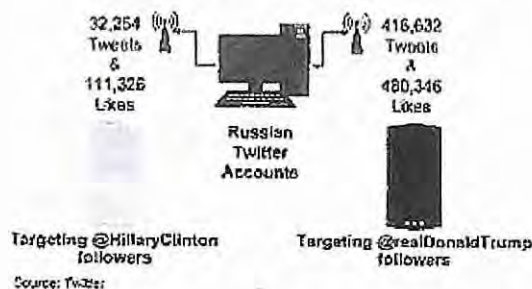 32,254
Tweets
&
111,326
Likes
416,632
Tweets
&
480,346
Likes
Russian
Twitter
Accounts
Targeting @HillaryClinton
followers
Targeting @realDonaldTrump
followers
Source: Twitter